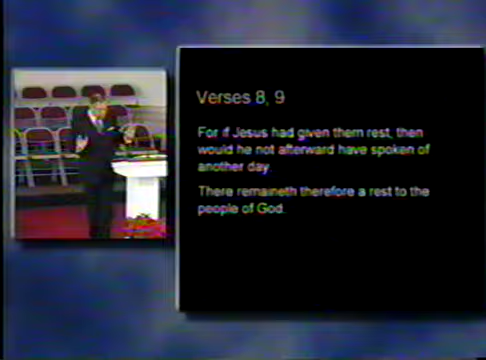 Verses 8, 9
For if Jesus had given them rest, then
would he not afterward have spoken of
another day.
There remaineth therefore a rest to the
people of God.